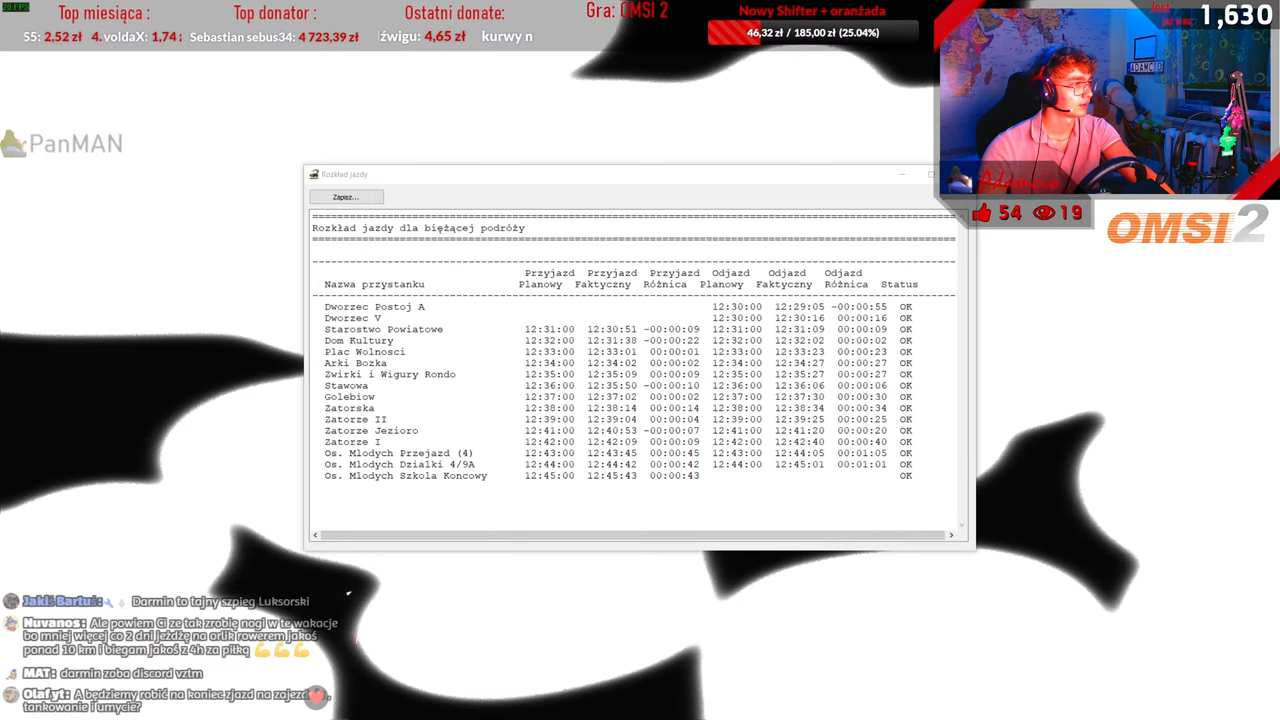 20 FPS
Top miesiąca :
Top donator :
Ostatni donate:
Gra: OMSI 2
Nowy Shifter + oranżada
1,630
S5: 2,52 zł 4. voldaX: 1,74 :
Sebastian sebus34: 4 723,39 zł
źwigu: 4,65 zł
kurwy n
46,32 zł / 185,00 zł (25.04%)
ADAMCIO
PanMAN
Adamcio
54 19
OMSI 2
Rozkład jazdy
Zapisz...
Rozkład jazdy dla bieżącej podróży
Przyjazd Przyjazd Przyjazd Odjazd Odjazd Odjazd
Nazwa przystanku Planowy Faktyczny Różnica Planowy Faktyczny Różnica Status
Dworzec Postoj A 12:30:00 12:29:05 -00:00:55 OK
Dworzec V 12:30:00 12:30:16 00:00:16 OK
Starostwo Powiatowe 12:31:00 12:30:51 -00:00:09 12:31:00 12:31:09 00:00:09 OK
Dom Kultury 12:32:00 12:31:38 -00:00:22 12:32:00 12:32:02 00:00:02 OK
Plac Wolnosci 12:33:00 12:33:01 00:00:01 12:33:00 12:33:23 00:00:23 OK
Arki Bozka 12:34:00 12:34:02 00:00:02 12:34:00 12:34:27 00:00:27 OK
Zwirki i Wigury Rondo 12:35:00 12:35:09 00:00:09 12:35:00 12:35:27 00:00:27 OK
Stawowa 12:36:00 12:35:50 -00:00:10 12:36:00 12:36:06 00:00:06 OK
Golebiow 12:37:00 12:37:02 00:00:02 12:37:00 12:37:30 00:00:30 OK
Zatorska 12:38:00 12:38:14 00:00:14 12:38:00 12:38:34 00:00:34 OK
Zatorze II 12:39:00 12:39:04 00:00:04 12:39:00 12:39:25 00:00:25 OK
Zatorze Jezioro 12:41:00 12:40:53 -00:00:07 12:41:00 12:41:20 00:00:20 OK
Zatorze I 12:42:00 12:42:09 00:00:09 12:42:00 12:42:40 00:00:40 OK
Os. Mlodych Przejazd (4) 12:43:00 12:43:45 00:00:45 12:43:00 12:44:05 00:01:05 OK
Os. Mlodych Dzialki 4/9A 12:44:00 12:44:42 00:00:42 12:44:00 12:45:01 00:01:01 OK
Os. Mlodych Szkola Koncowy 12:45:00 12:45:43 00:00:43 OK
Jakiś Bartuś: Darmin to tajny szpieg Luksorski
Nuvanos: Ale powiem Ci ze tak zrobię nogi w te wakacje
bo mniej więcej co 2 dni jeżdżę na orlik rowerem jakoś
ponad 10 km i biegam jakoś z 4h za piłką 💪💪💪
MAT: darmin zoba discord vztm
Olaf.yt: A będziemy robić na koniec zjazd na zajezd
tankowanie i umycie?